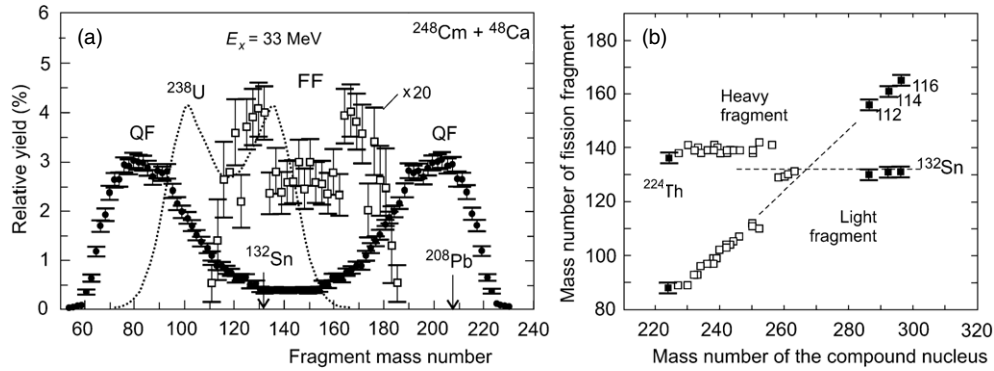 (a)
E_x = 33 MeV
²⁴⁸Cm + ⁴⁸Ca
²³⁸U
FF
x20
QF
QF
¹³²Sn
²⁰⁸Pb
Relative yield (%)
6
5
4
3
2
1
0
60 80 100 120 140 160 180 200 220 240
Fragment mass number
(b)
Heavy
fragment
116
114
112
¹³²Sn
²²⁴Th
Light
fragment
Mass number of fission fragment
180
160
140
120
100
80
220 240 260 280 300 320
Mass number of the compound nucleus